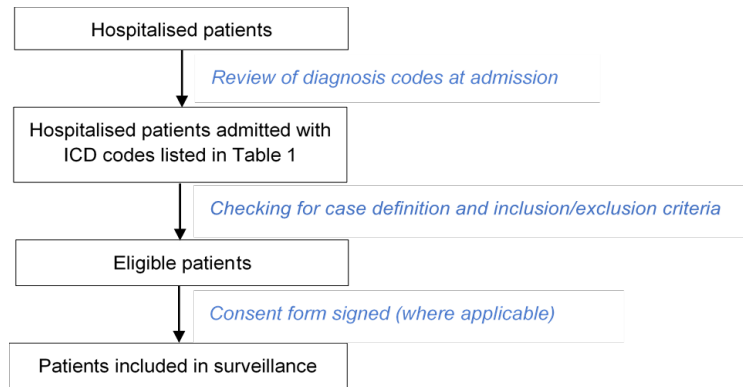 Hospitalised patients
Review of diagnosis codes at admission
Hospitalised patients admitted with
ICD codes listed in Table 1
Checking for case definition and inclusion/exclusion criteria
Eligible patients
Consent form signed (where applicable)
Patients included in surveillance